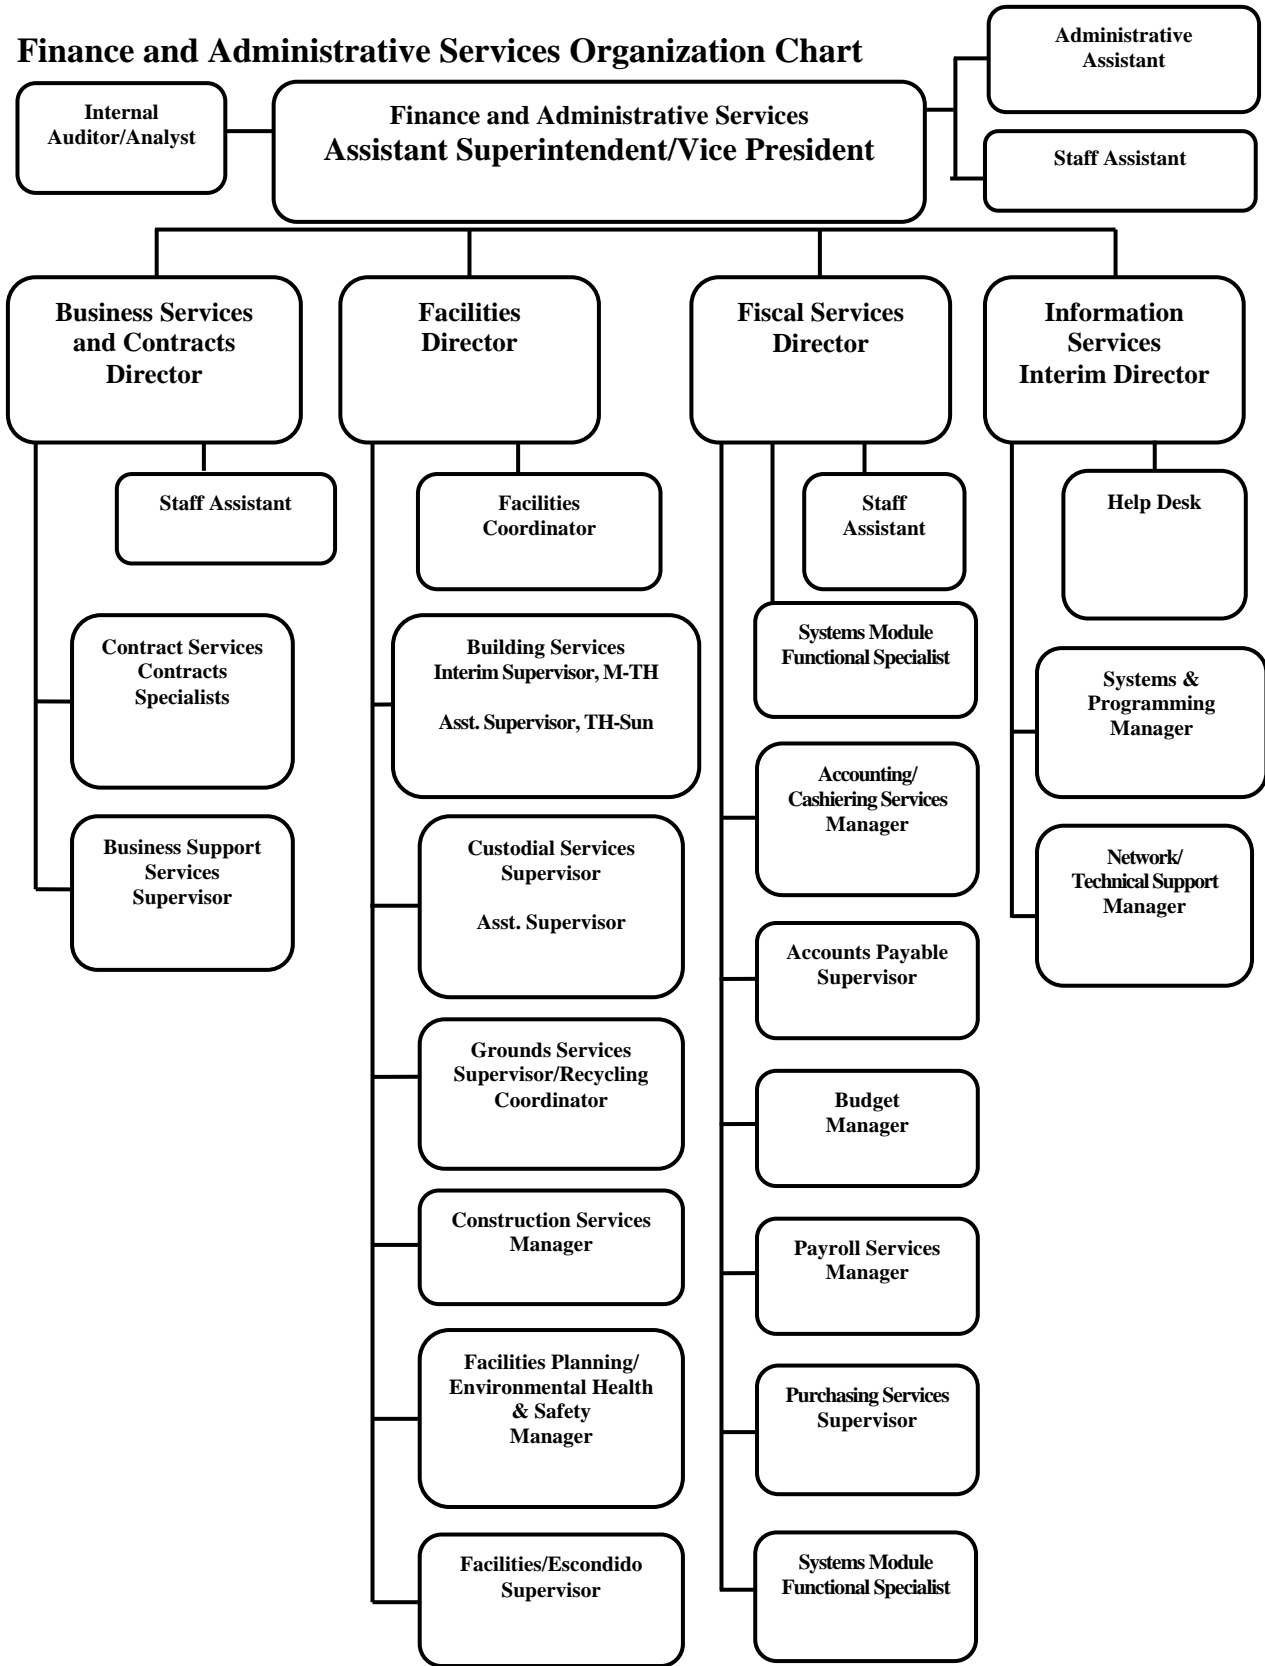 Finance and Administrative Services Organization Chart
Administrative
Assistant
Internal
Auditor/Analyst
Finance and Administrative Services
Assistant Superintendent/Vice President
Staff Assistant
Business Services
and Contracts
Director
Facilities
Director
Fiscal Services
Director
Information
Services
Interim Director
Staff Assistant
Facilities
Coordinator
Staff
Assistant
Help Desk
Contract Services
Contracts
Specialists
Business Support
Services
Supervisor
Building Services
Interim Supervisor, M-TH
Asst. Supervisor, TH-Sun
Custodial Services
Supervisor
Asst. Supervisor
Grounds Services
Supervisor/Recycling
Coordinator
Construction Services
Manager
Facilities Planning/
Environmental Health
& Safety
Manager
Facilities/Escondido
Supervisor
Systems Module
Functional Specialist
Accounting/
Cashiering Services
Manager
Accounts Payable
Supervisor
Budget
Manager
Payroll Services
Manager
Purchasing Services
Supervisor
Systems Module
Functional Specialist
Systems &
Programming
Manager
Network/
Technical Support
Manager